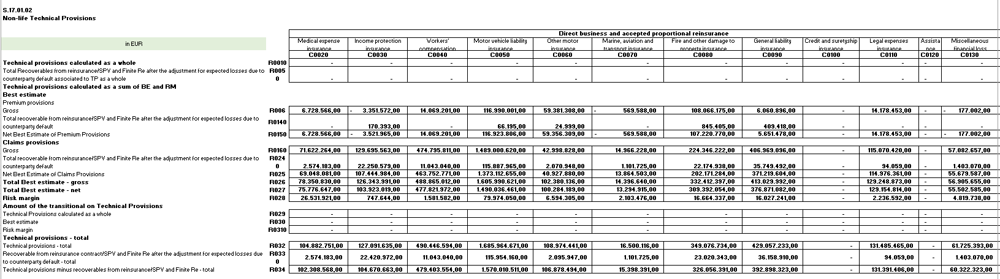 S.17.01.02
Non-life Technical Provisions
Direct business and accepted proportional reinsurance
in EUR Medical expense insurance Income protection insurance Workers' compensation Motor vehicle liability insurance Other motor insurance Marine, aviation and transport insurance Fire and other damage to property insurance General liability insurance Credit and suretyship insurance Legal expenses insurance Assista nce Miscellaneous financial loss
C0020 C0030 C0040 C0050 C0060 C0070 C0080 C0090 C0100 C0110 C0120 C0130
Technical provisions calculated as a whole R0010 - - - - - - - - - - - -
Total Recoverables from reinsurance/SPV and Finite Re after the adjustment for expected losses due to R005
counterparty default associated to TP as a whole 0 - - - - - - - - - - - -
Technical provisions calculated as a sum of BE and RM
Best estimate
Premium provisions
Gross R006 6.728.566,00 - 3.351.572,00 14.069.201,00 116.990.001,00 59.381.308,00 - 569.588,00 108.066.175,00 6.060.896,00 - 14.178.453,00 - - 177.002,00
Total recoverable from reinsurance/SPV and Finite Re after the adjustment for expected losses due to
counterparty default R0140 - 170.393,00 - 66.195,00 24.999,00 - 845.405,00 409.418,00 - - - -
Net Best Estimate of Premium Provisions R0150 6.728.566,00 - 3.521.965,00 14.069.201,00 116.923.806,00 59.356.309,00 - 569.588,00 107.220.770,00 5.651.478,00 - 14.178.453,00 - - 177.002,00
Claims provisions
Gross R0160 71.622.264,00 129.695.563,00 474.795.811,00 1.489.000.620,00 42.998.828,00 14.966.228,00 224.346.222,00 406.969.096,00 - 115.070.420,00 - 57.082.657,00
Total recoverable from reinsurance/SPV and Finite Re after the adjustment for expected losses due to R024
counterparty default 0 2.574.183,00 22.250.579,00 11.043.040,00 115.887.965,00 2.070.948,00 1.101.725,00 22.174.938,00 35.749.492,00 - 94.059,00 - 1.403.070,00
Net Best Estimate of Claims Provisions R025 69.048.081,00 107.444.984,00 463.752.771,00 1.373.112.655,00 40.927.880,00 13.864.503,00 202.171.284,00 371.219.604,00 - 114.976.361,00 - 55.679.587,00
Total Best estimate - gross R026 78.350.830,00 126.343.991,00 488.865.012,00 1.605.990.621,00 102.380.136,00 14.396.640,00 332.412.397,00 413.029.992,00 - 129.248.873,00 - 56.905.655,00
Total Best estimate - net R027 75.776.647,00 103.923.019,00 477.821.972,00 1.490.036.461,00 100.284.189,00 13.294.915,00 309.392.054,00 376.871.082,00 - 129.154.814,00 - 55.502.585,00
Risk margin R028 26.531.921,00 747.644,00 1.581.582,00 79.974.050,00 6.594.305,00 2.103.476,00 16.664.337,00 16.027.241,00 - 2.236.592,00 - 4.819.738,00
Amount of the transitional on Technical Provisions
Technical Provisions calculated as a whole R029 - - - - - - - - - - - -
Best estimate R030 - - - - - - - - - - - -
Risk margin R0310 - - - - - - - - - - - -
Technical provisions - total
Technical provisions - total R032 104.882.751,00 127.091.635,00 490.446.594,00 1.685.964.671,00 108.974.441,00 16.500.116,00 349.076.734,00 429.057.233,00 - 131.485.465,00 - 61.725.393,00
Recoverable from reinsurance contract/SPV and Finite Re after the adjustment for expected losses due R033
to counterparty default - total 0 2.574.183,00 22.420.972,00 11.043.040,00 115.954.160,00 2.095.947,00 1.101.725,00 23.020.343,00 36.158.910,00 - 94.059,00 - 1.403.070,00
Technical provisions minus recoverables from reinsurance/SPV and Finite Re - total R034 102.308.568,00 104.670.663,00 479.403.554,00 1.570.010.511,00 106.878.494,00 15.398.391,00 326.056.391,00 392.898.323,00 - 131.391.406,00 - 60.322.323,00